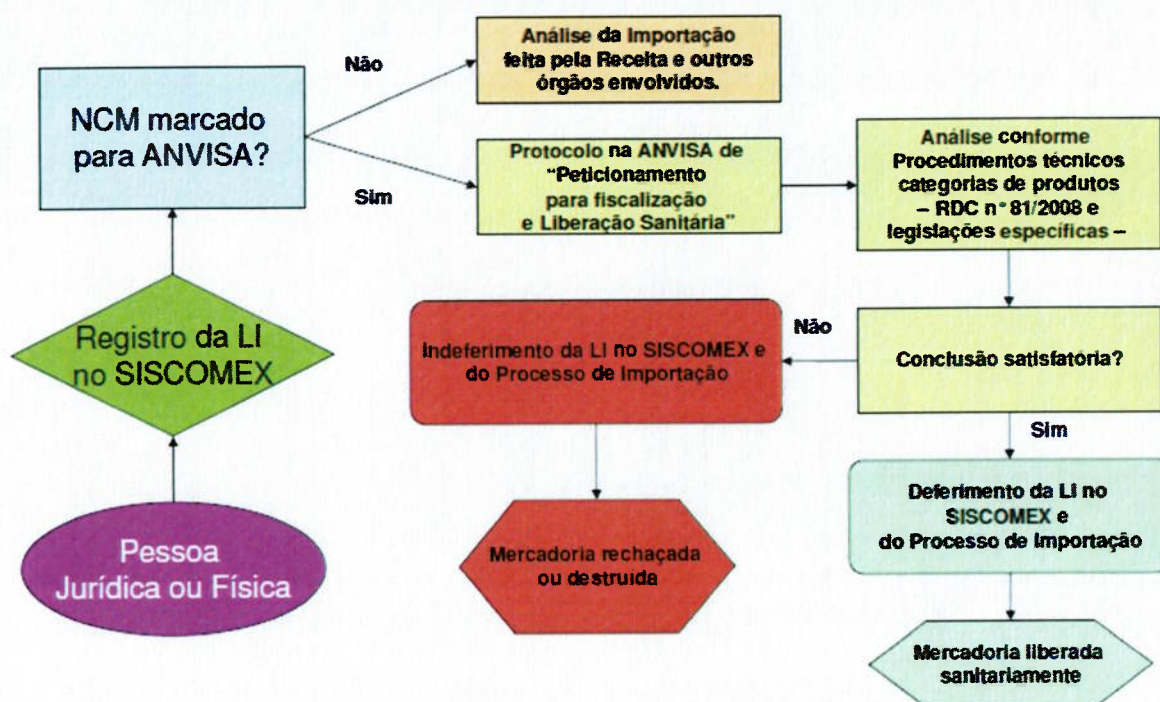 Análise da Importação
feita pela Receita e outros
órgãos envolvidos.
Não
NCM marcado
para ANVISA?
Sim
Protocolo na ANVISA de
“Peticionamento
para fiscalização
e Liberação Sanitária”
Análise conforme
Procedimentos técnicos
categorias de produtos
– RDC n° 81/2008 e
legislações específicas –
Registro da LI
no SISCOMEX
Indeferimento da LI no SISCOMEX e
do Processo de Importação
Não
Conclusão satisfatória?
Sim
Pessoa
Jurídica ou Física
Mercadoria rechaçada
ou destruida
Deferimento da LI no
SISCOMEX e
do Processo de Importação
Mercadoria liberada
sanitariamente